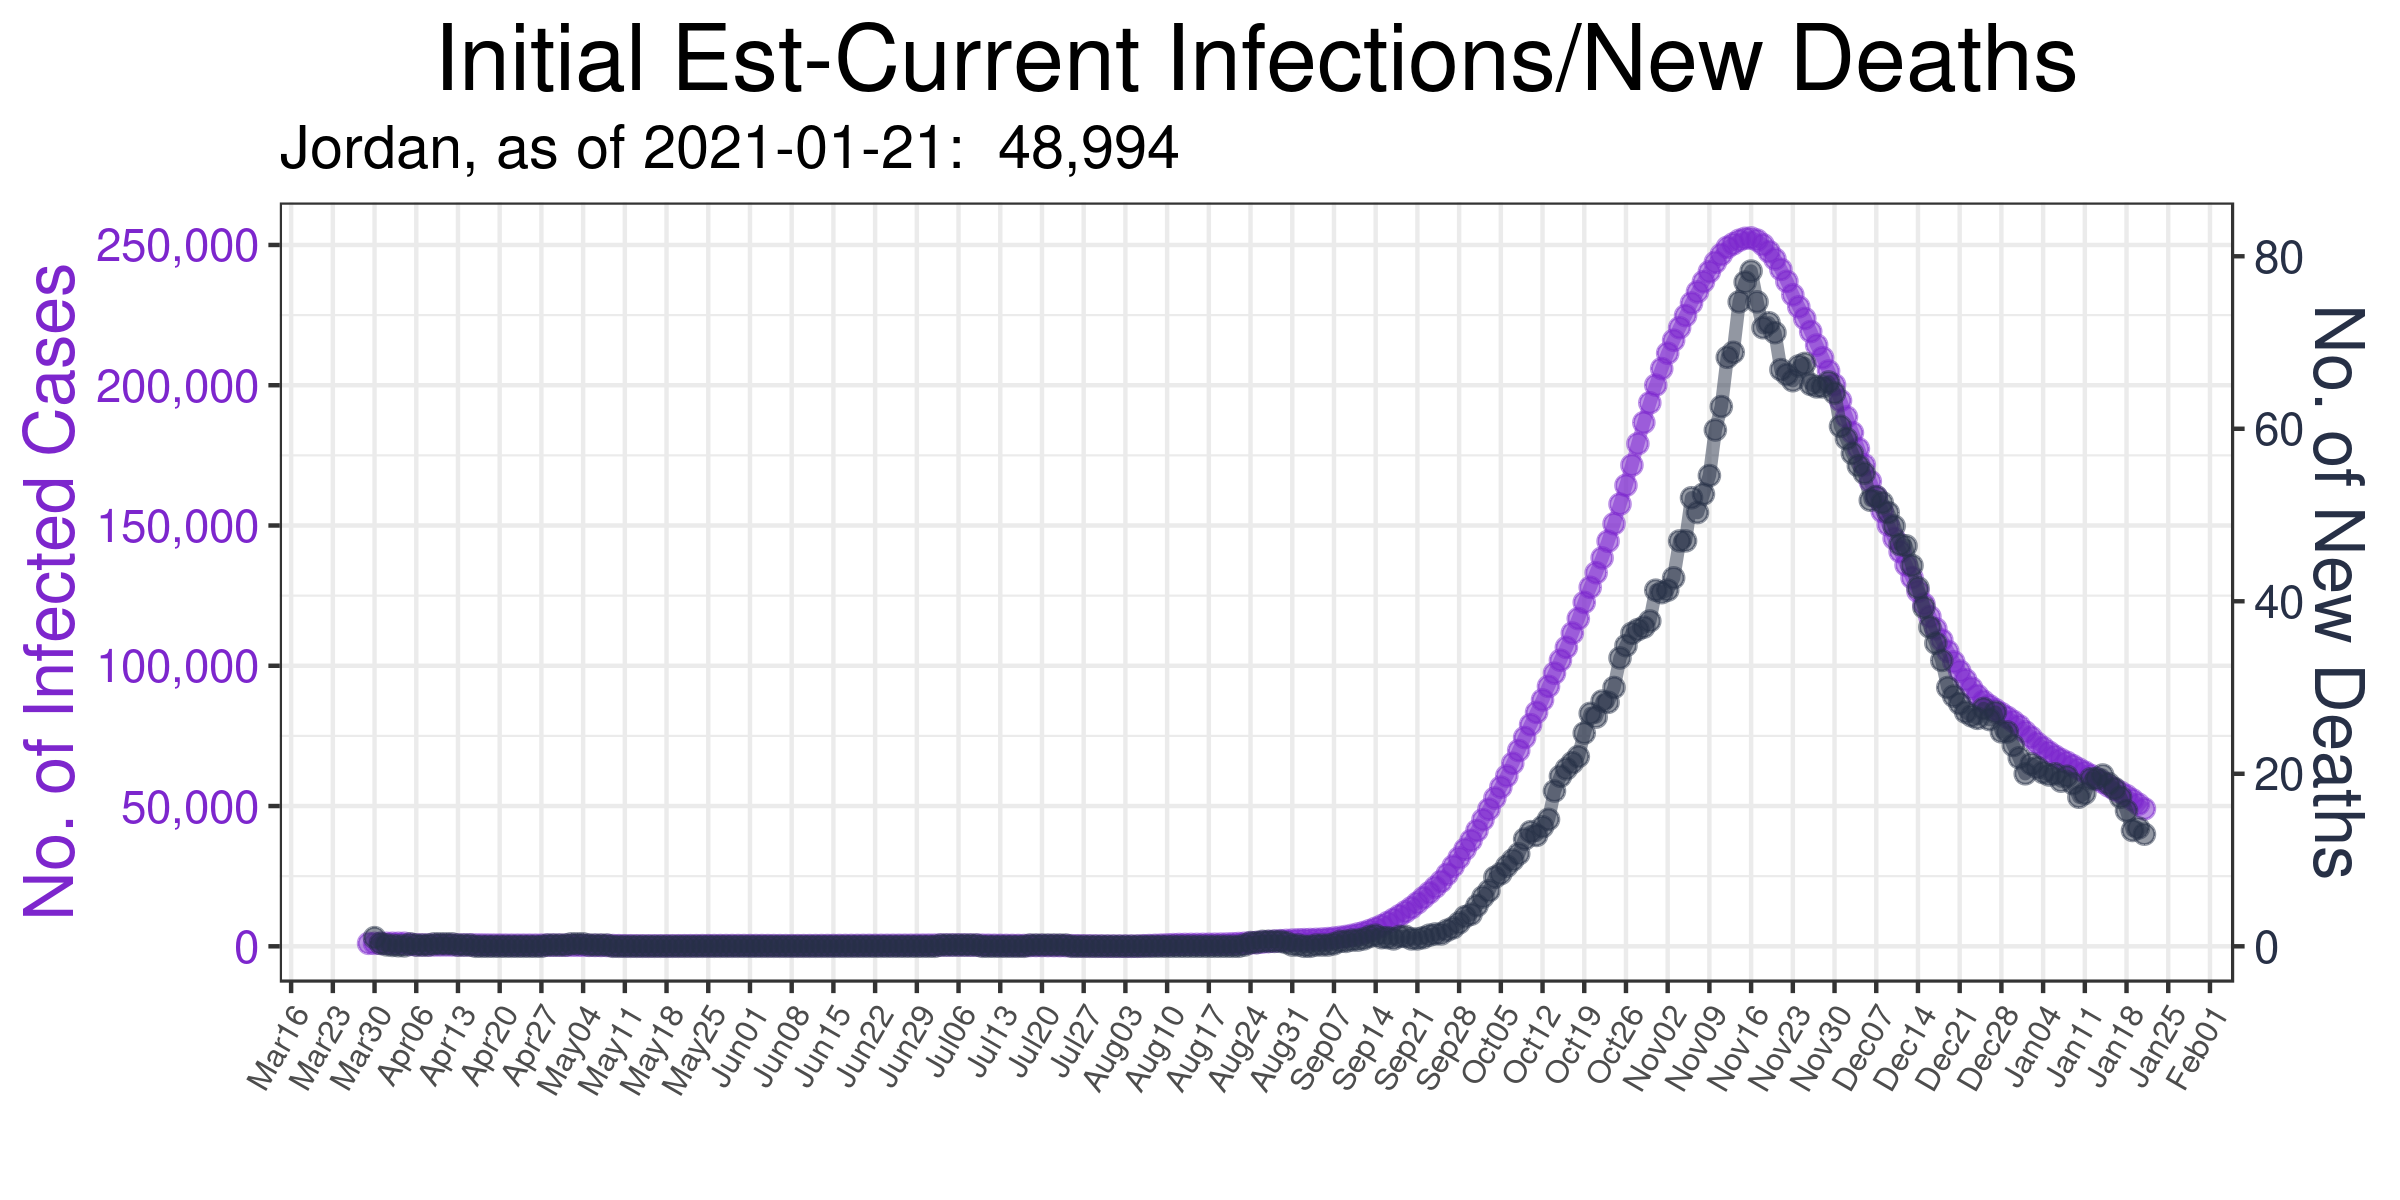 Initial Est-Current Infections/New Deaths
Jordan, as of 2021-01-21:  48,994
No. of Infected Cases
250,000
200,000
150,000
100,000
50,000
0
80
60
40
20
0
No. of New Deaths
Mar16 Mar23 Mar30 Apr06 Apr13 Apr20 Apr27 May04 May11 May18 May25 Jun01 Jun08 Jun15 Jun22 Jun29 Jul06 Jul13 Jul20 Jul27 Aug03 Aug10 Aug17 Aug24 Aug31 Sep07 Sep14 Sep21 Sep28 Oct05 Oct12 Oct19 Oct26 Nov02 Nov09 Nov16 Nov23 Nov30 Dec07 Dec14 Dec21 Dec28 Jan04 Jan11 Jan18 Jan25 Feb01